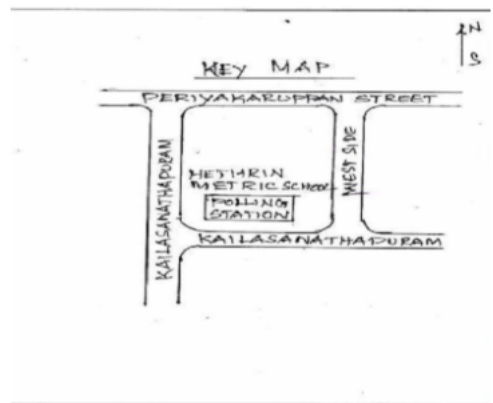 N
S
KEY MAP
PERIYAKARUPPAN STREET
KAILASANATHAPURAM
WEST SIDE
HETHRIN
METRIC SCHOOL
POLLING
STATION
KAILASANATHAPURAM